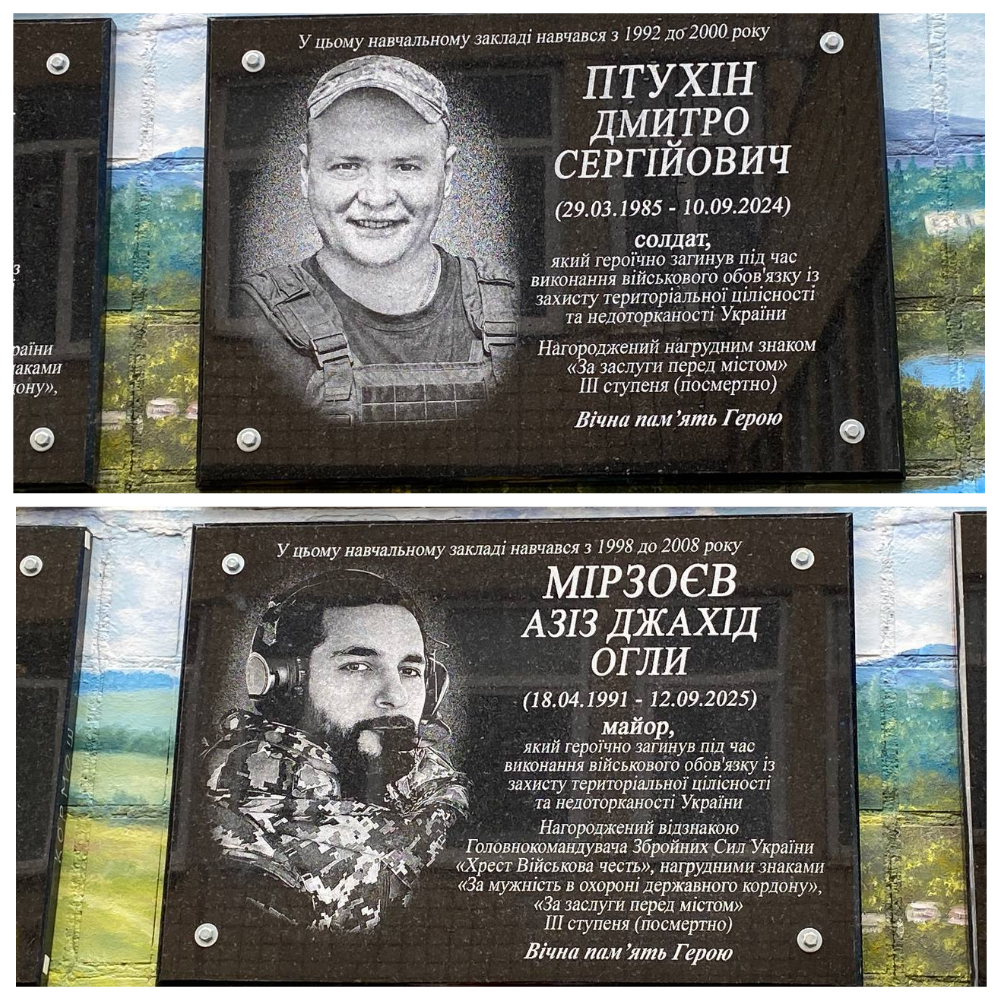 У цьому навчальному закладі навчався з 1992 до 2000 року
ПТУХІН
ДМИТРО
СЕРГІЙОВИЧ
(29.03.1985 - 10.09.2024)
солдат,
який героїчно загинув під час
виконання військового обов'язку із
захисту територіальної цілісності
та недоторканості України
Нагороджений нагрудним знаком
«За заслуги перед містом»
ІІІ ступеня (посмертно)
Вічна пам’ять Герою
У цьому навчальному закладі навчався з 1998 до 2008 року
МІРЗОЄВ
АЗІЗ ДЖАХІД
ОГЛИ
(18.04.1991 - 12.09.2025)
майор,
який героїчно загинув під час
виконання військового обов'язку із
захисту територіальної цілісності
та недоторканості України
Нагороджений відзнакою
Головнокомандувача Збройних Сил України
«Хрест Військова честь», нагрудними знаками
«За мужність в охороні державного кордону»,
«За заслуги перед містом»
ІІІ ступеня (посмертно)
Вічна пам’ять Герою